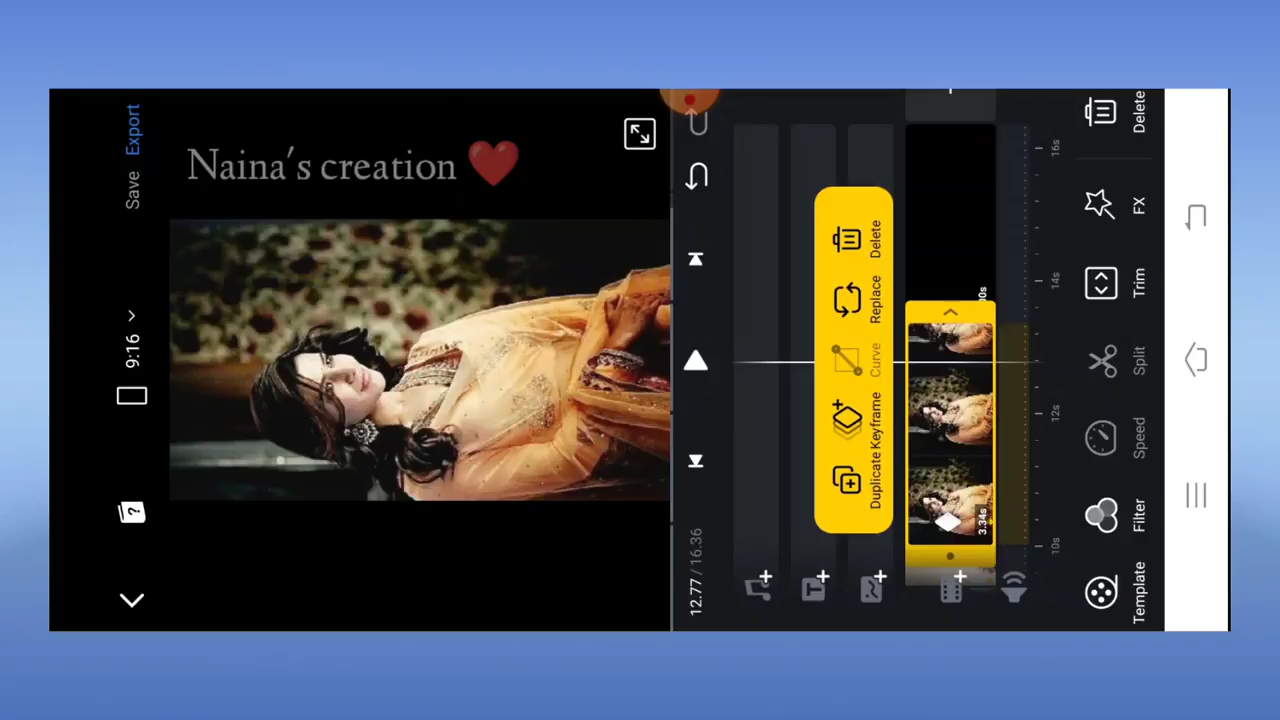 Export
Save
9:16
Naina's creation ❤️
12.77 / 16.36
Delete
Replace
Curve
Keyframe
Duplicate
3.34s
16s
14s
12s
10s
Delete
FX
Trim
Split
Speed
Filter
Template